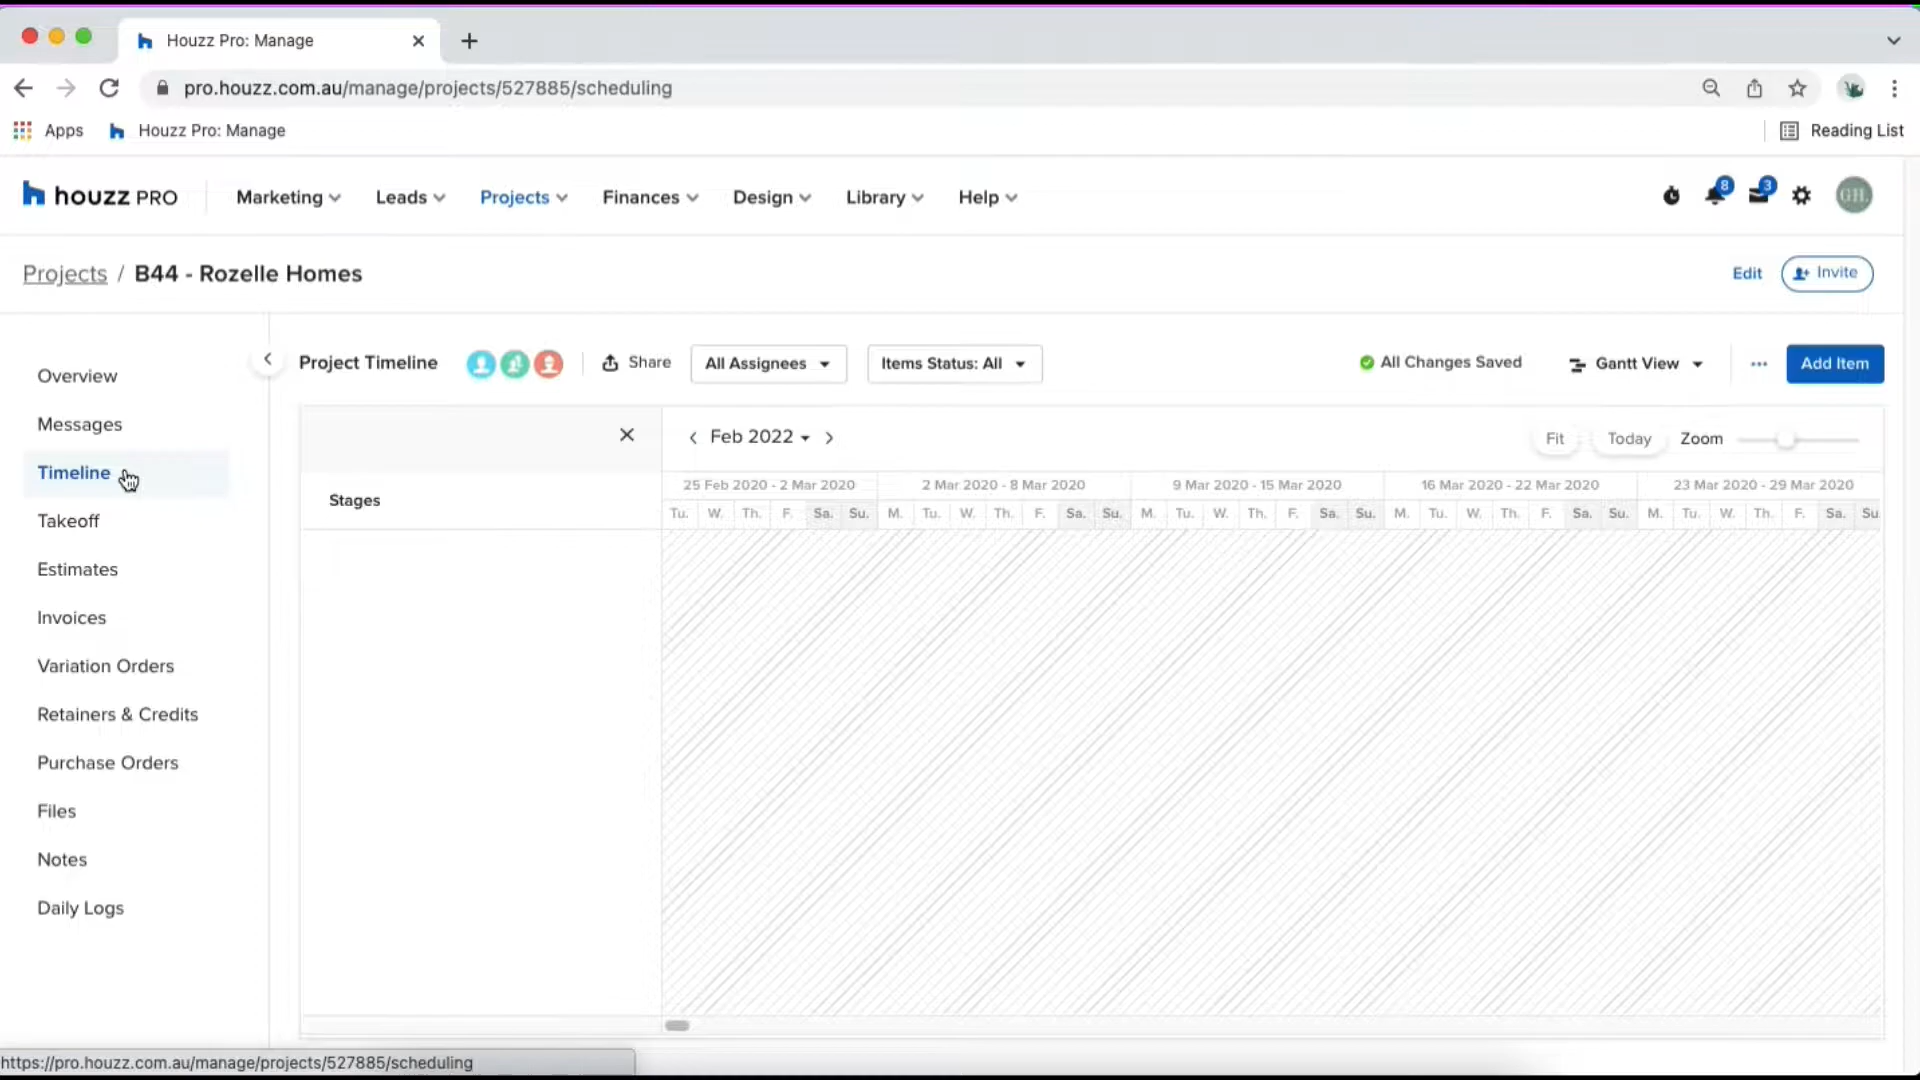 Houzz Pro: Manage
pro.houzz.com.au/manage/projects/527885/scheduling
Apps Houzz Pro: Manage Reading List
houzz PRO Marketing Leads Projects Finances Design Library Help 8 3 GH.
Projects / B44 - Rozelle Homes Edit Invite
Project Timeline Share All Assignees Items Status: All All Changes Saved Gantt View Add Item
Overview
Messages
Timeline
Takeoff
Estimates
Invoices
Variation Orders
Retainers & Credits
Purchase Orders
Files
Notes
Daily Logs
Feb 2022 Fit Today Zoom
Stages
25 Feb 2020 - 2 Mar 2020 2 Mar 2020 - 8 Mar 2020 9 Mar 2020 - 15 Mar 2020 16 Mar 2020 - 22 Mar 2020 23 Mar 2020 - 29 Mar 2020
Tu. W. Th. F. Sa. Su. M. Tu. W. Th. F. Sa. Su. M. Tu. W. Th. F. Sa. Su. M. Tu. W. Th. F. Sa. Su. M. Tu. W. Th. F. Sa. Su
https://pro.houzz.com.au/manage/projects/527885/scheduling